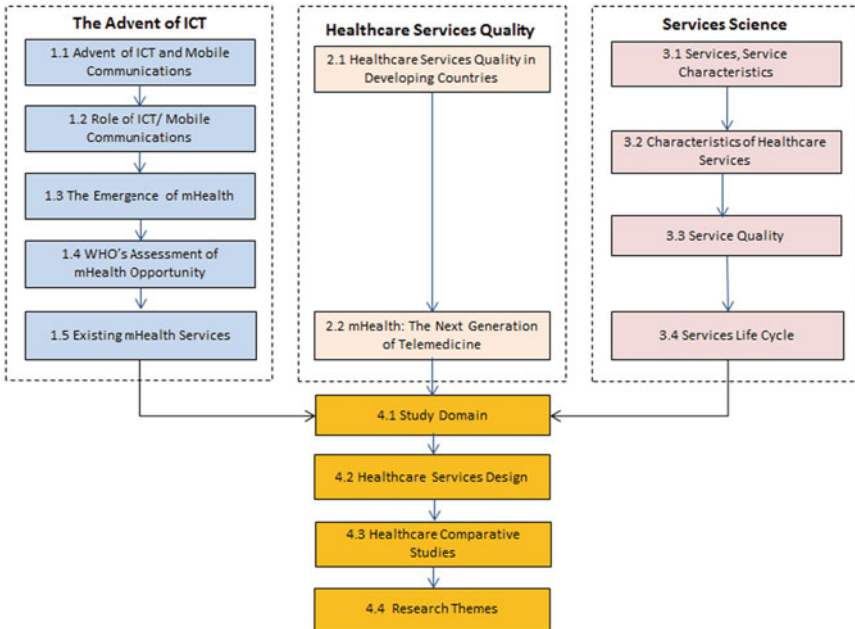 The Advent of ICT
1.1 Advent of ICT and Mobile
Communications
1.2 Role of ICT/ Mobile
Communications
1.3 The Emergence of mHealth
1.4 WHO's Assessment of
mHealth Opportunity
1.5 Existing mHealth Services
Healthcare Services Quality
2.1 Healthcare Services Quality in
Developing Countries
2.2 mHealth: The Next Generation
of Telemedicine
Services Science
3.1 Services, Service
Characteristics
3.2 Characteristics of Healthcare
Services
3.3 Service Quality
3.4 Services Life Cycle
4.1 Study Domain
4.2 Healthcare Services Design
4.3 Healthcare Comparative
Studies
4.4 Research Themes